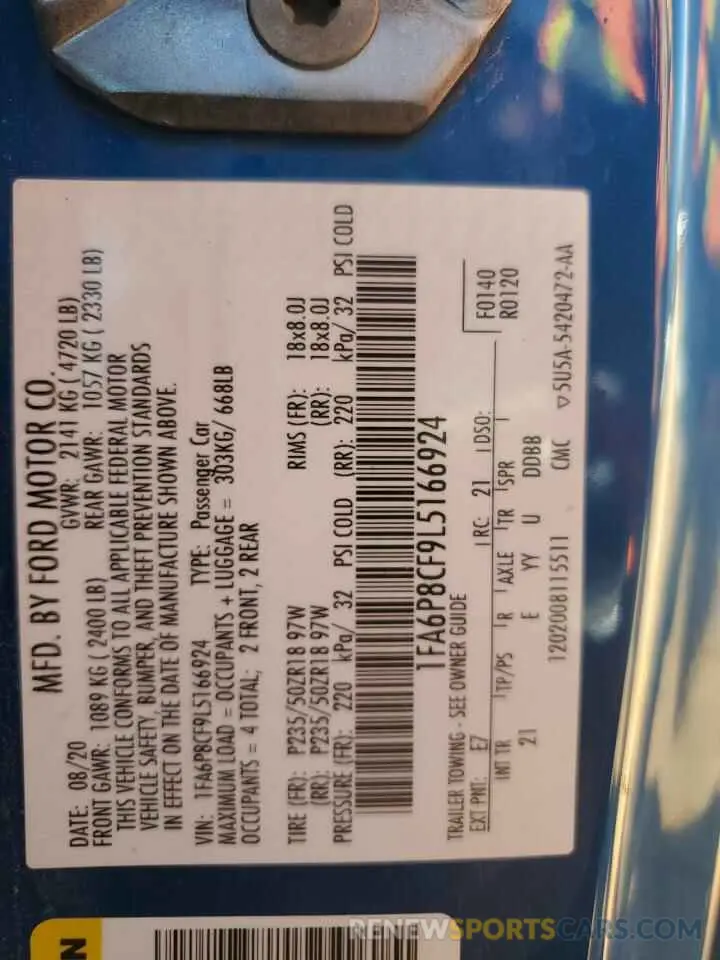 MFD. BY FORD MOTOR CO.
DATE: 08/20 GVWR: 2141 KG ( 4720 LB)
FRONT GAWR: 1089 KG ( 2400 LB) REAR GAWR: 1057 KG ( 2330 LB)
THIS VEHICLE CONFORMS TO ALL APPLICABLE FEDERAL MOTOR
VEHICLE SAFETY, BUMPER, AND THEFT PREVENTION STANDARDS
IN EFFECT ON THE DATE OF MANUFACTURE SHOWN ABOVE.
VIN: 1FA6P8CF9L5166924 TYPE: Passenger Car
MAXIMUM LOAD = OCCUPANTS + LUGGAGE = 303KG/ 668LB
OCCUPANTS = 4 TOTAL; 2 FRONT, 2 REAR
TIRE (FR): P235/50ZR18 97W RIMS (FR): 18x8.0J
(RR): P235/50ZR18 97W (RR): 18x8.0J
PRESSURE (FR): 220 kPa/ 32 PSI COLD (RR): 220 kPa/ 32 PSI COLD
1FA6P8CF9L5166924
TRAILER TOWING - SEE OWNER GUIDE
F0140
R0120
EXT PNT: E7 RC: 21 DSO:
INT TR TP/PS R AXLE TR SPR
21 E YY U DDBB
1202008115511 CMC ▽5U5A-5420472-AA
N
RENEWSPORTSCARS.COM